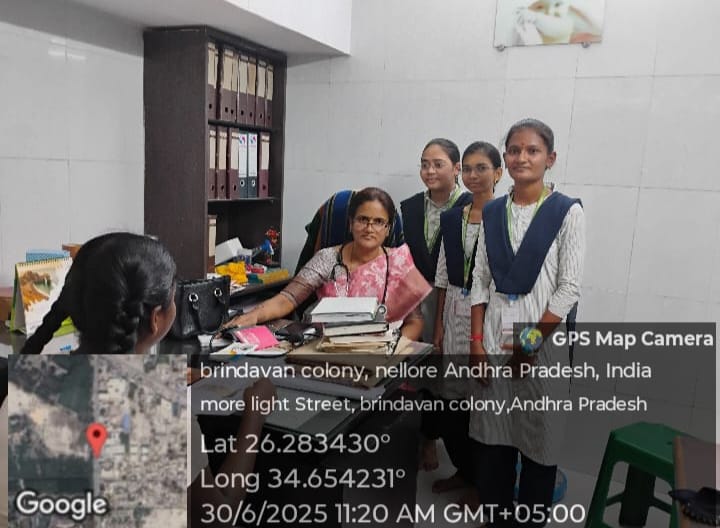 GPS Map Camera
brindavan colony, nellore Andhra Pradesh, India
more light Street, brindavan colony,Andhra Pradesh
Lat 26.283430°
Long 34.654231°
30/6/2025 11:20 AM GMT+05:00
Google